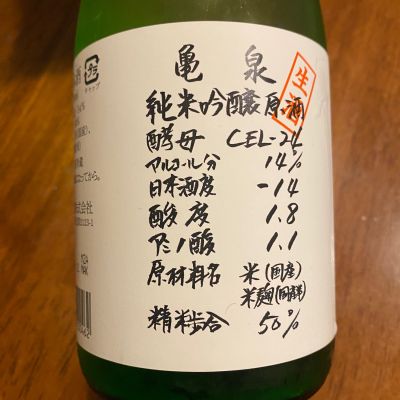 亀 泉
生酒
純米吟醸原酒
酵母 CEL-24
アルコール分 14%
日本酒度 -14
酸度 1.8
アミノ酸 1.1
原材料名 米(国産)
米麹(国産米)
精米歩合 50%